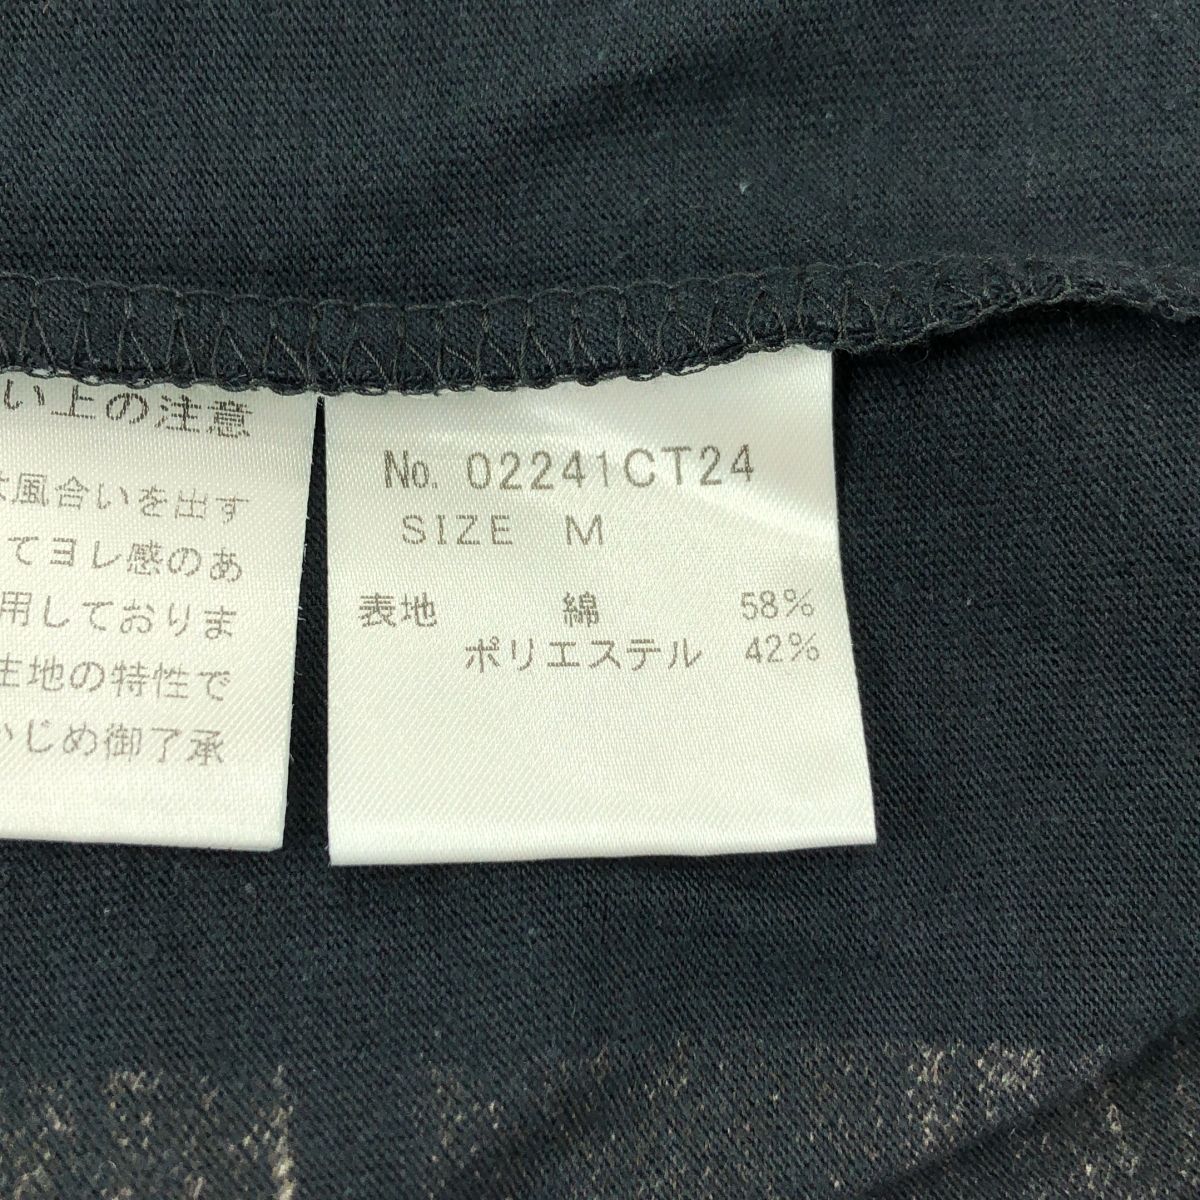 い上の注意
風合いを出す
てヨレ感のあ
用しておりま
生地の特性で
かじめ御了承
No. 02241CT24
SIZE M
表地 綿 58%
ポリエステル 42%